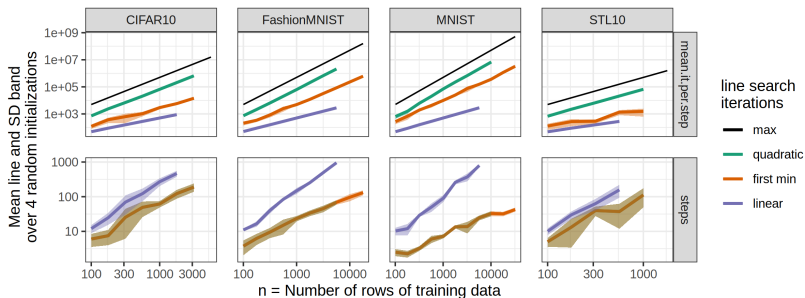 CIFAR10
FashionMNIST
MNIST
STL10
Mean line and SD band
over 4 random initializations
1e+09
1e+07
1e+05
1e+03
mean.it.per.step
1000
100
10
steps
100
300
1000
3000
100
1000
10000
100
1000
10000
100
300
1000
n = Number of rows of training data
line search
iterations
max
quadratic
first min
linear